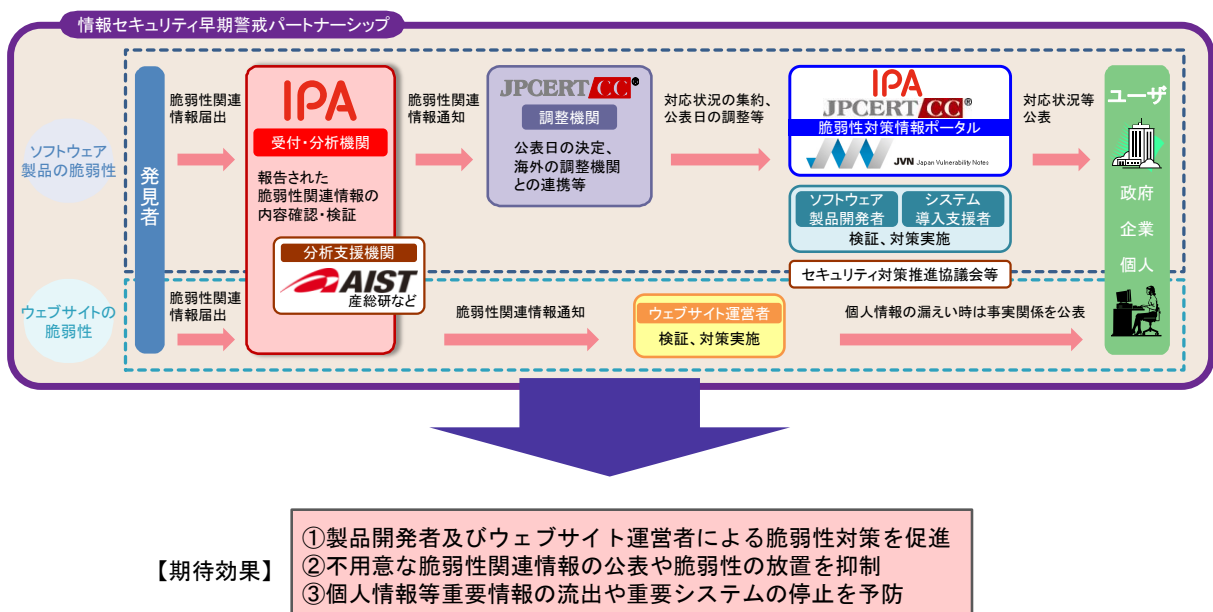 情報セキュリティ早期警戒パートナーシップ
ソフトウェア
製品の脆弱性
発見者
脆弱性関連
情報届出
IPA
受付・分析機関
報告された
脆弱性関連情報の
内容確認・検証
分析支援機関
AIST
産総研など
脆弱性関連
情報通知
JPCERT CC®
調整機関
公表日の決定、
海外の調整機関
との連携等
対応状況の集約、
公表日の調整等
IPA
JPCERT CC®
脆弱性対策情報ポータル
JVN Japan Vulnerability Notes
ソフトウェア
製品開発者
システム
導入支援者
検証、対策実施
セキュリティ対策推進協議会等
対応状況等
公表
ユーザ
政府
企業
個人
ウェブサイトの
脆弱性
脆弱性関連
情報届出
脆弱性関連情報通知
ウェブサイト運営者
検証、対策実施
個人情報の漏えい時は事実関係を公表
【期待効果】
①製品開発者及びウェブサイト運営者による脆弱性対策を促進
②不用意な脆弱性関連情報の公表や脆弱性の放置を抑制
③個人情報等重要情報の流出や重要システムの停止を予防